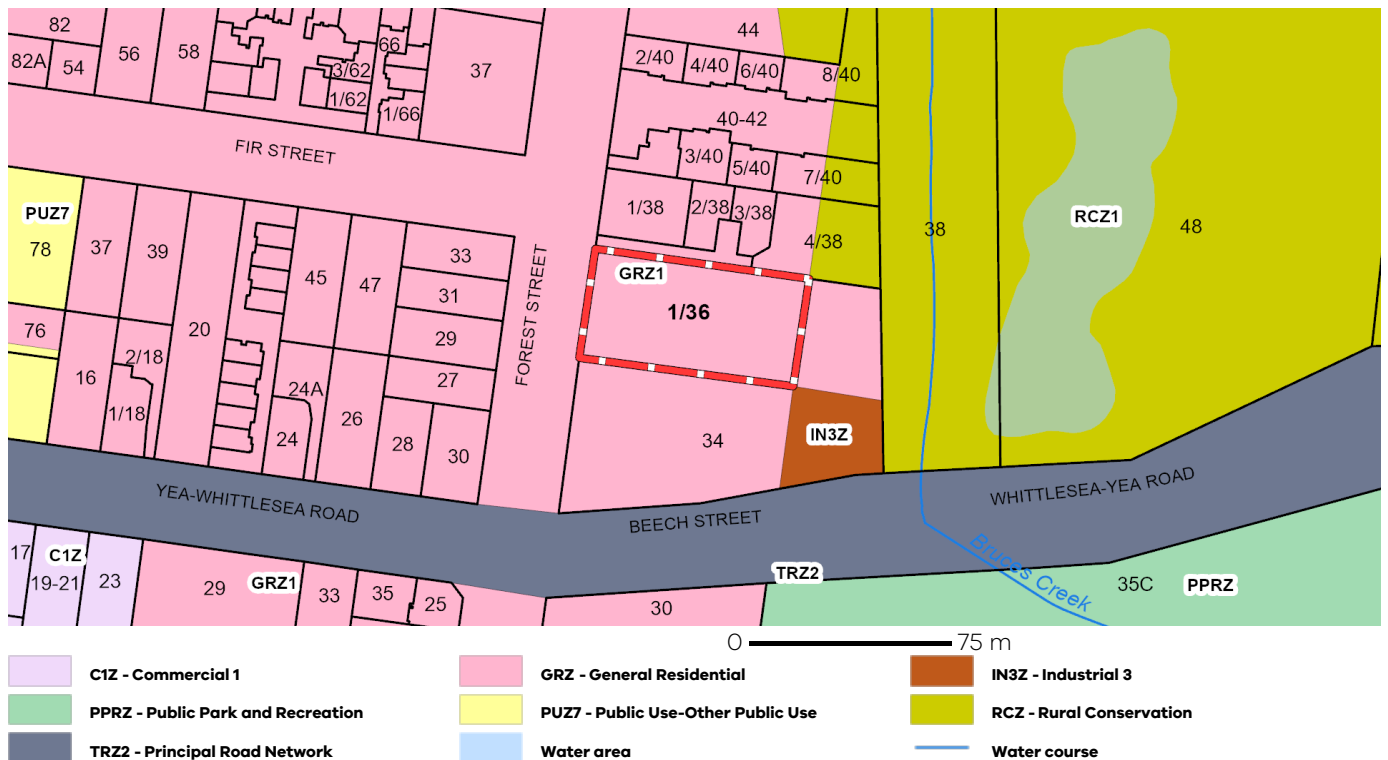 82
56
58
66
37
44
2/40
4/40
6/40
8/40
82A
54
3/62
1/62
1/66
40-42
FIR STREET
3/40
5/40
7/40
PUZ7
78
37
39
1/38
2/38
3/38
4/38
38
RCZ1
48
33
45
47
31
GRZ1
1/36
FOREST STREET
76
20
29
2/18
16
24A
27
1/18
26
24
28
30
34
IN3Z
YEA-WHITTLESEA ROAD
BEECH STREET
WHITTLESEA-YEA ROAD
Bruces Creek
17
C1Z
19-21
23
29
GRZ1
33
35
25
TRZ2
30
35C
PPRZ
0 75 m
C1Z - Commercial 1
GRZ - General Residential
IN3Z - Industrial 3
PPRZ - Public Park and Recreation
PUZ7 - Public Use-Other Public Use
RCZ - Rural Conservation
TRZ2 - Principal Road Network
Water area
Water course